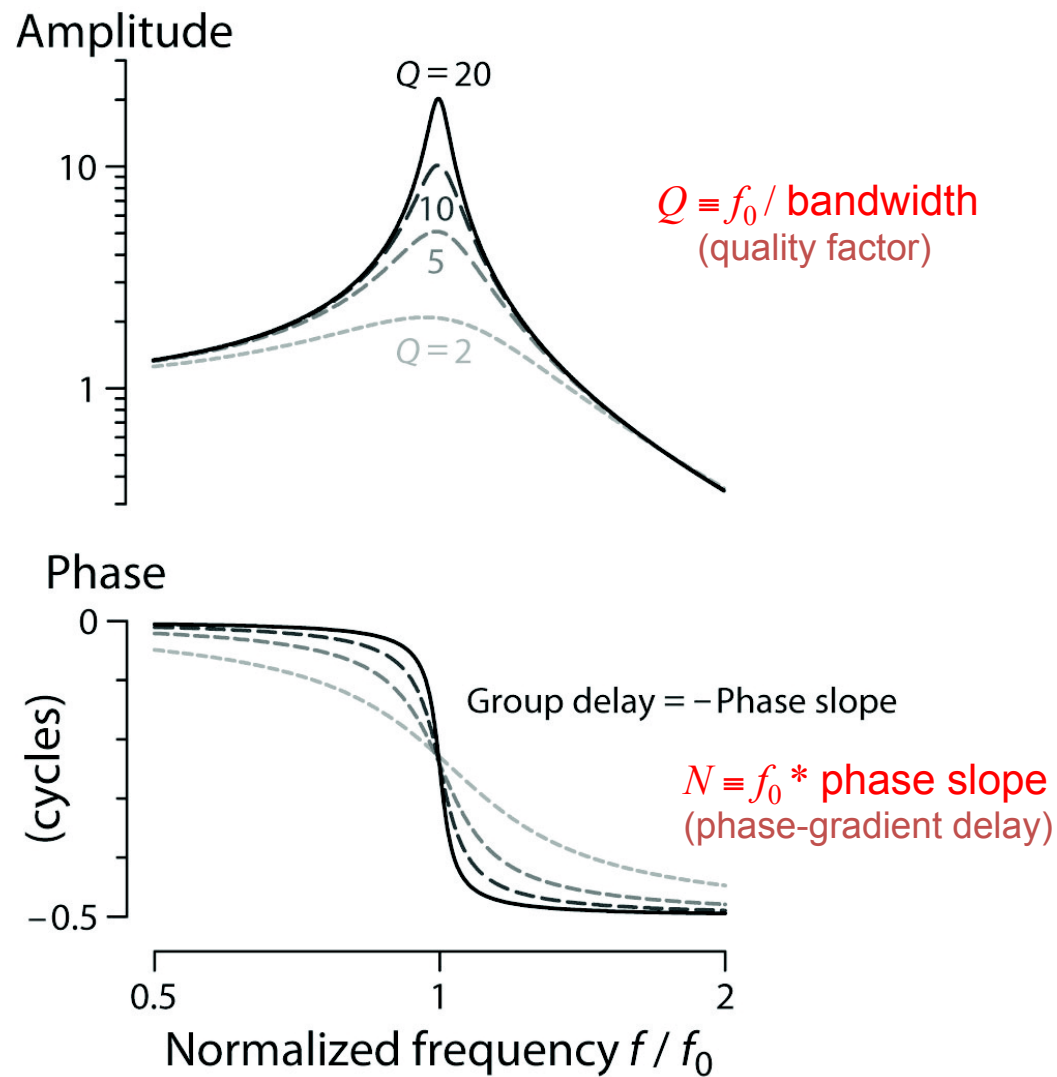 Amplitude
Q = 20
10
10
5
Q = 2
1
Q ≡ f₀ / bandwidth
(quality factor)
Phase
0
Group delay = −Phase slope
(cycles)
N ≡ f₀ * phase slope
(phase-gradient delay)
−0.5
0.5
1
2
Normalized frequency f / f₀